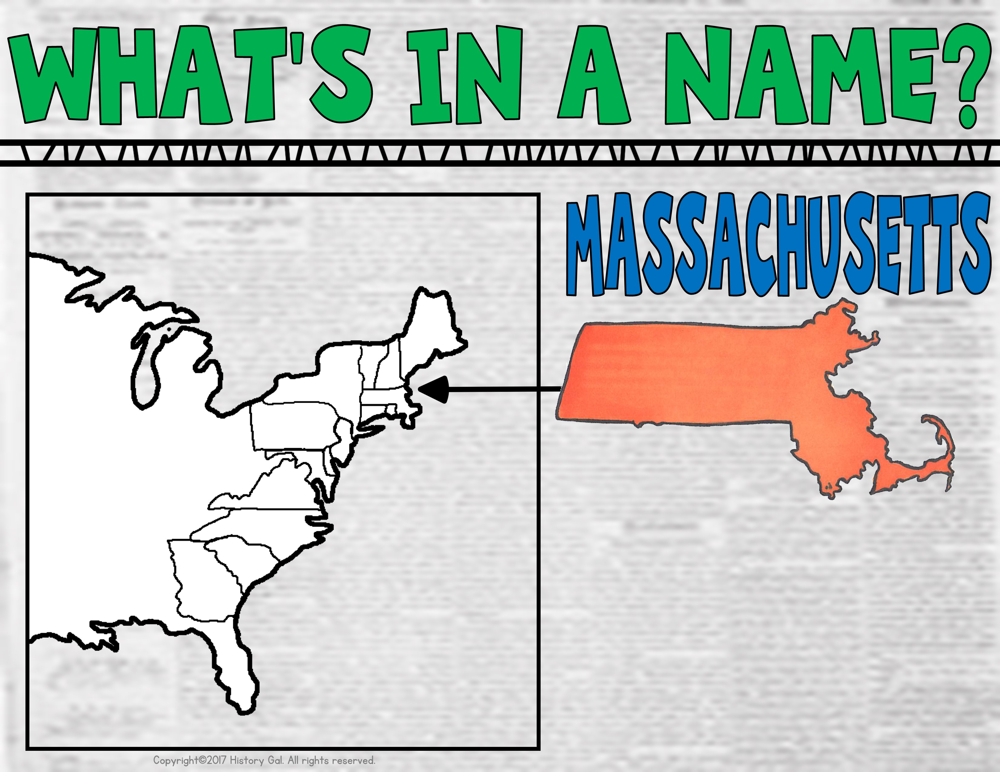 WHAT'S IN A NAME?
MASSACHUSETTS
Copyright©2017 History Gal. All rights reserved.